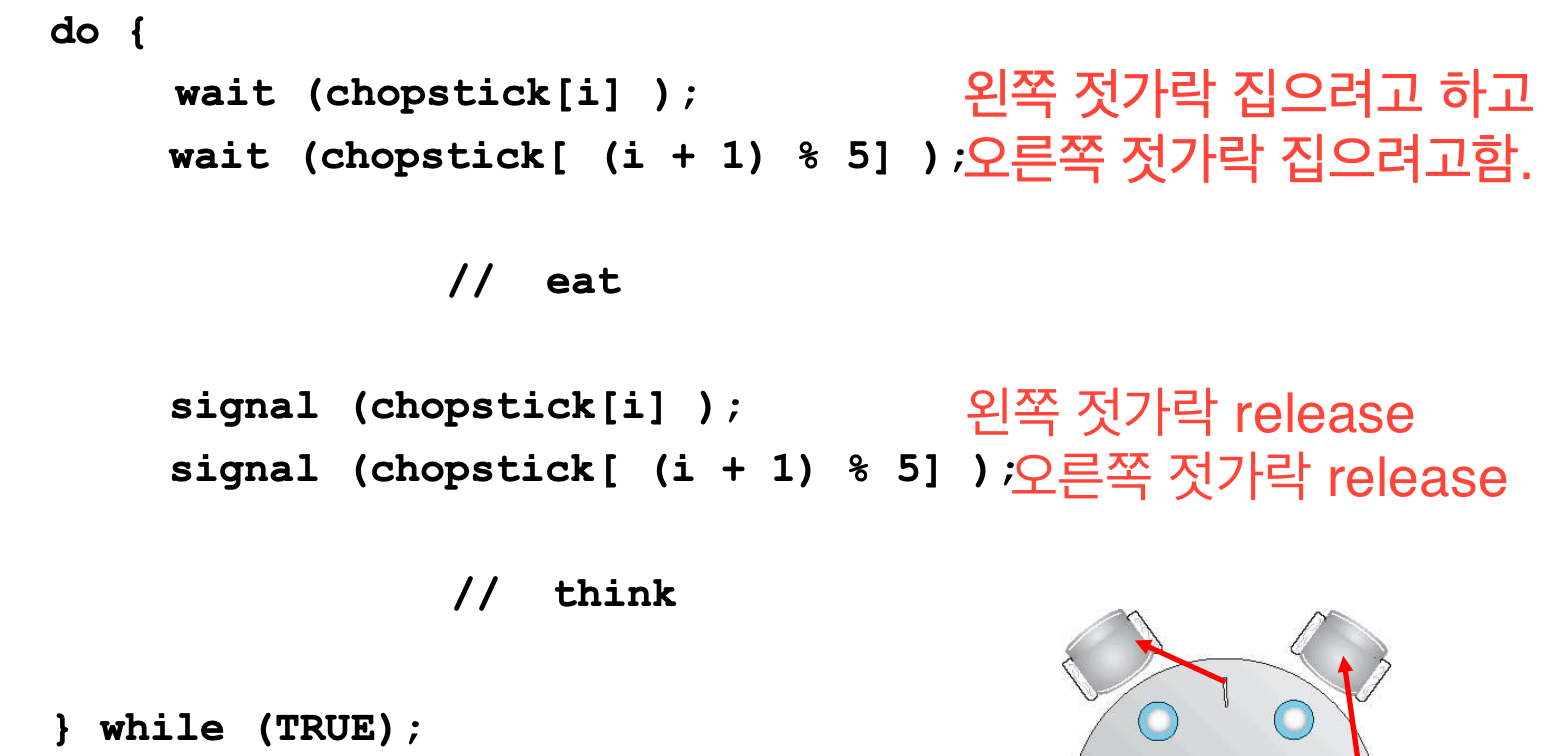 do {
wait (chopstick[i] ); 왼쪽 젓가락 집으려고 하고
wait (chopstick[ (i + 1) % 5] ); 오른쪽 젓가락 집으려고함.
// eat
signal (chopstick[i] ); 왼쪽 젓가락 release
signal (chopstick[ (i + 1) % 5] ); 오른쪽 젓가락 release
// think
} while (TRUE);